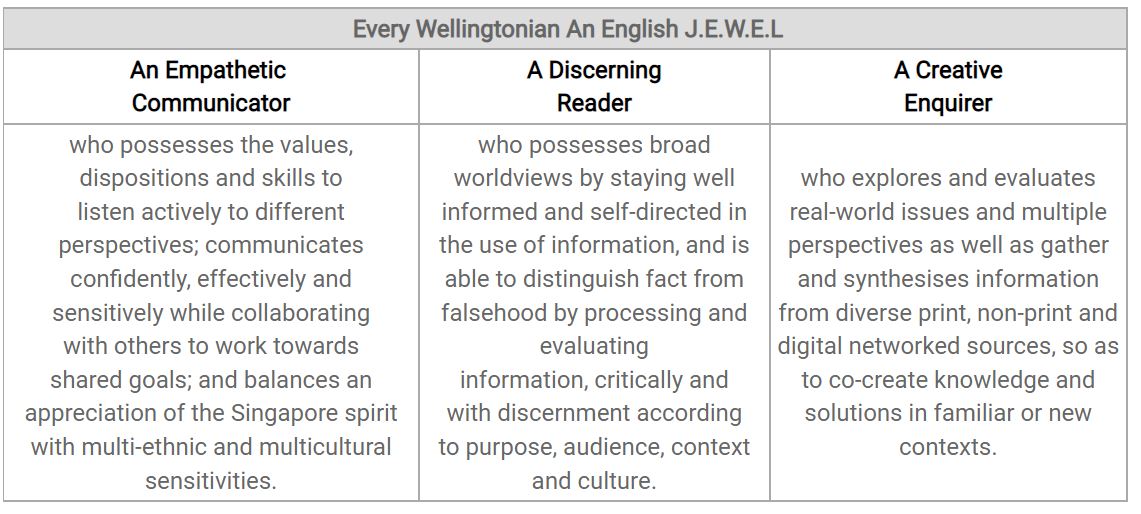 Every Wellingtonian An English J.E.W.E.L
An Empathetic
Communicator
A Discerning
Reader
A Creative
Enquirer
who possesses the values,
dispositions and skills to
listen actively to different
perspectives; communicates
confidently, effectively and
sensitively while collaborating
with others to work towards
shared goals; and balances an
appreciation of the Singapore spirit
with multi-ethnic and multicultural
sensitivities.
who possesses broad
worldviews by staying well
informed and self-directed in
the use of information, and is
able to distinguish fact from
falsehood by processing and
evaluating
information, critically and
with discernment according
to purpose, audience, context
and culture.
who explores and evaluates
real-world issues and multiple
perspectives as well as gather
and synthesises information
from diverse print, non-print and
digital networked sources, so as
to co-create knowledge and
solutions in familiar or new
contexts.